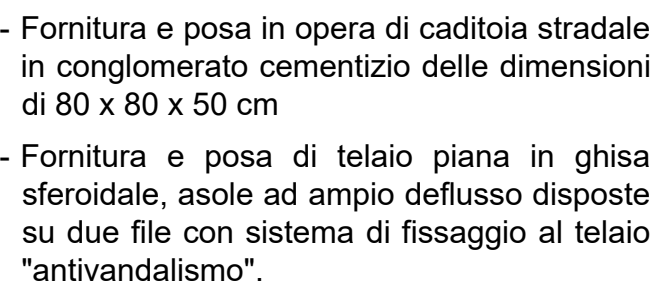 - Fornitura e posa in opera di caditoia stradale
in conglomerato cementizio delle dimensioni
di 80 x 80 x 50 cm
- Fornitura e posa di telaio piana in ghisa
sferoidale, asole ad ampio deflusso disposte
su due file con sistema di fissaggio al telaio
"antivandalismo".